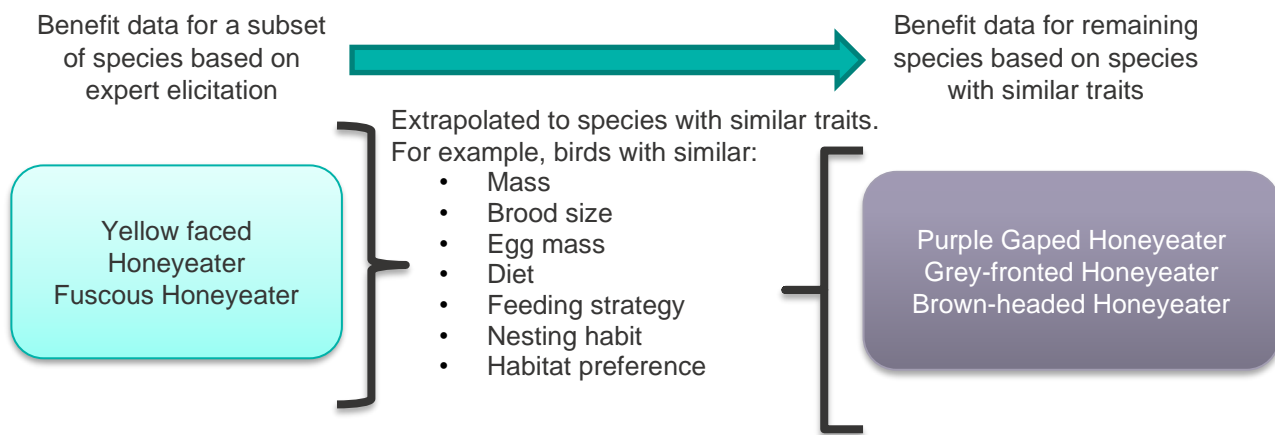 Benefit data for a subset
of species based on
expert elicitation
Benefit data for remaining
species based on species
with similar traits
Extrapolated to species with similar traits.
For example, birds with similar:
• Mass
• Brood size
• Egg mass
• Diet
• Feeding strategy
• Nesting habit
• Habitat preference
Yellow faced
Honeyeater
Fuscous Honeyeater
Purple Gaped Honeyeater
Grey-fronted Honeyeater
Brown-headed Honeyeater